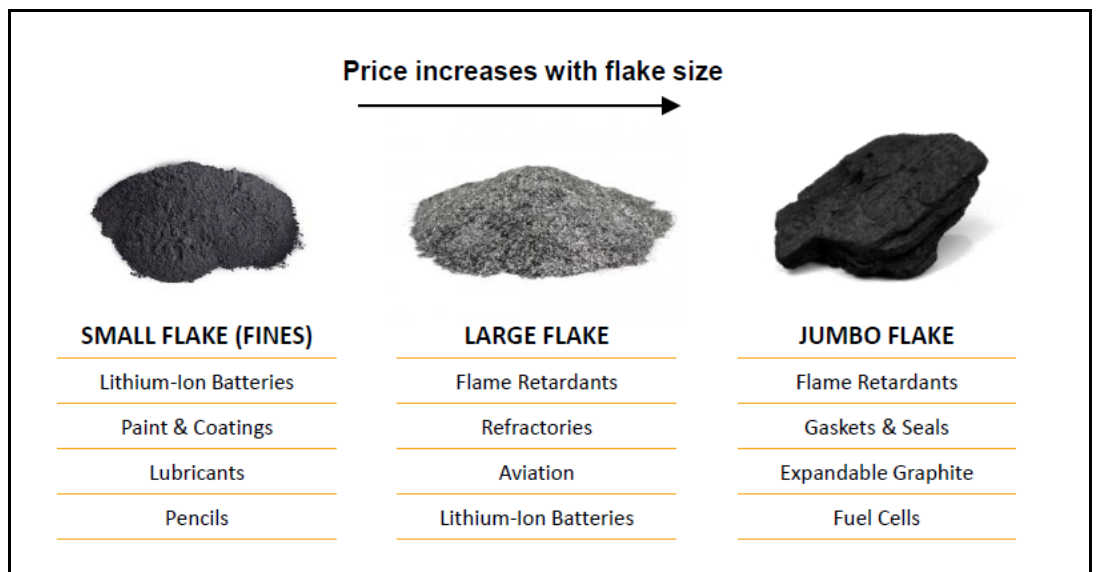 Price increases with flake size
SMALL FLAKE (FINES)
Lithium-Ion Batteries
Paint & Coatings
Lubricants
Pencils
LARGE FLAKE
Flame Retardants
Refractories
Aviation
Lithium-Ion Batteries
JUMBO FLAKE
Flame Retardants
Gaskets & Seals
Expandable Graphite
Fuel Cells